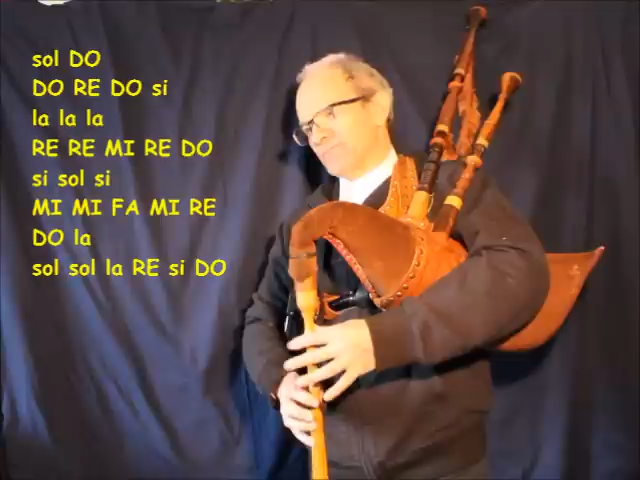 sol DO
DO RE DO si
la la la
RE RE MI RE DO
si sol si
MI MI FA MI RE
DO la
sol sol la RE si DO